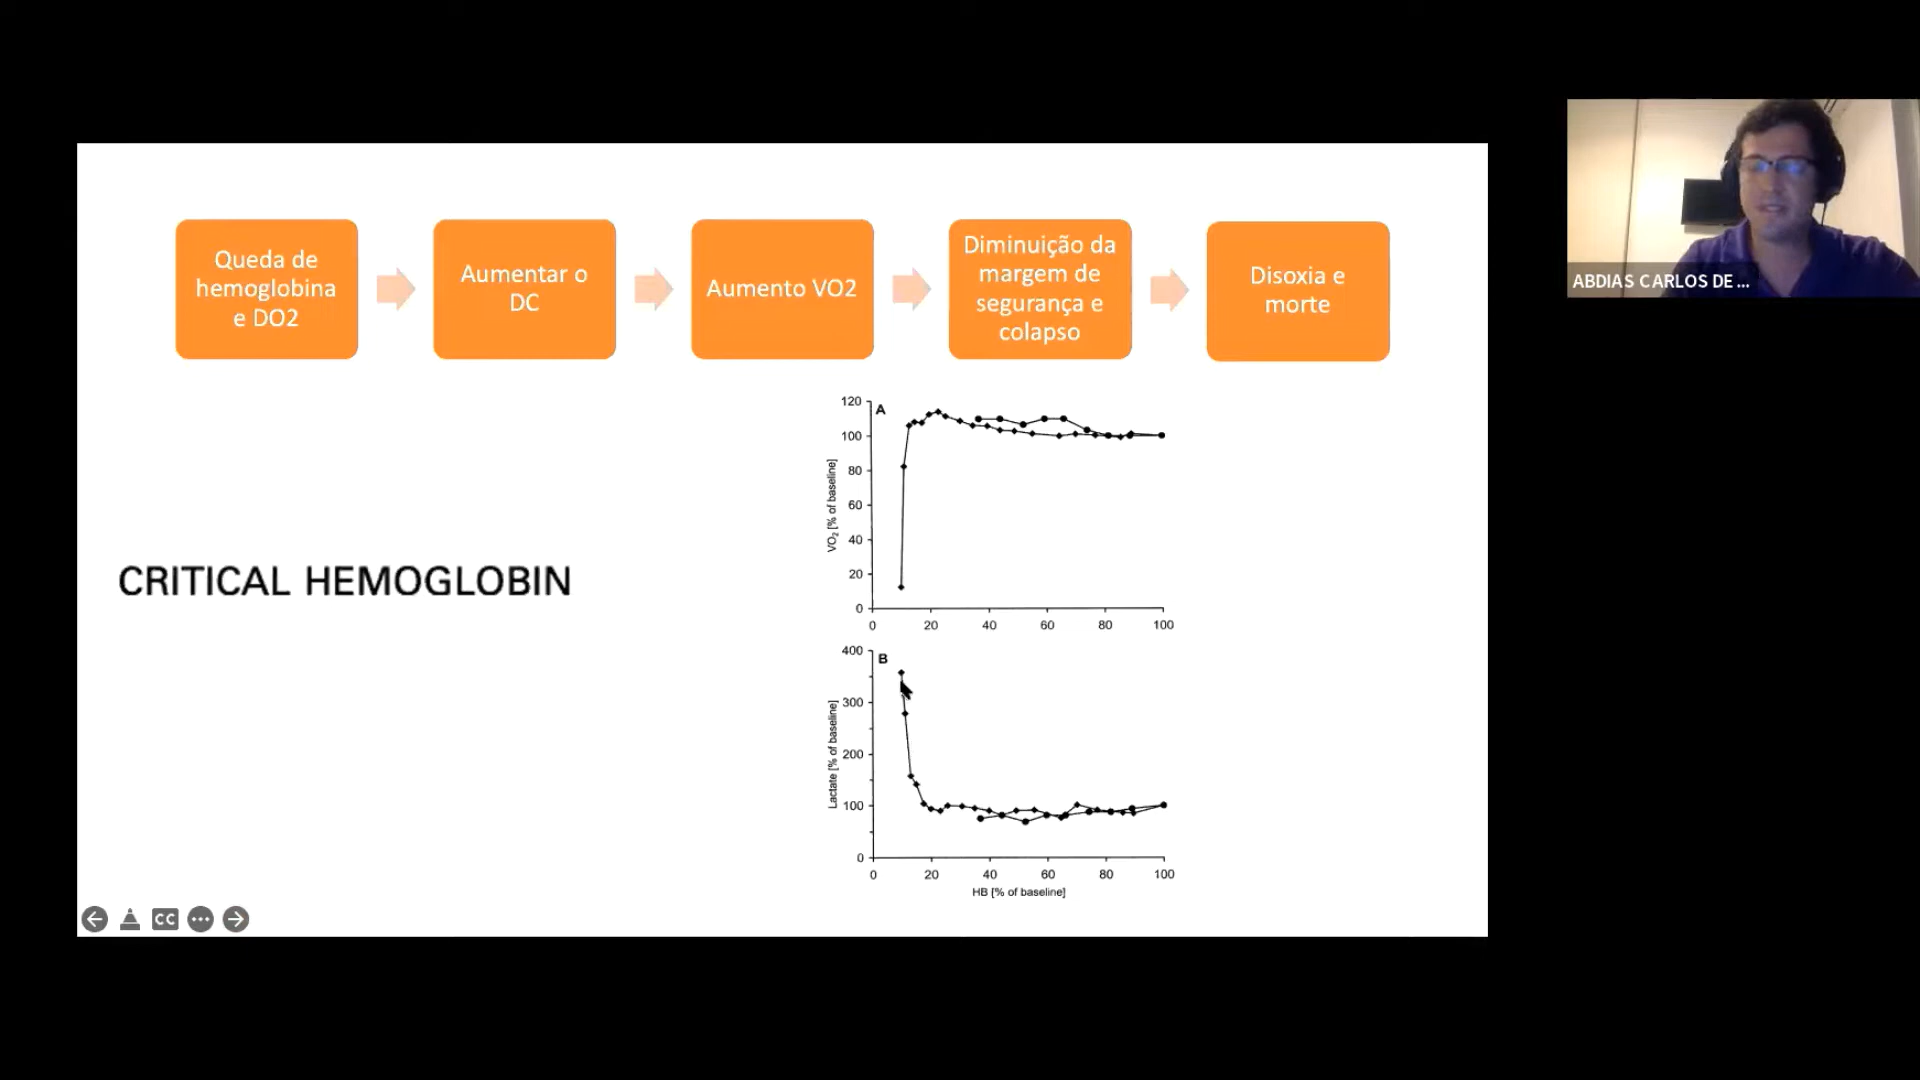 Queda de
hemoglobina
e DO2
Aumentar o
DC
Aumento VO2
Diminuição da
margem de
segurança e
colapso
Disoxia e
morte
ABDIAS CARLOS DE ...
CRITICAL HEMOGLOBIN
A
VO2 [% of baseline]
120
100
80
60
40
20
0
0 20 40 60 80 100
B
Lactate [% of baseline]
400
300
200
100
0
0 20 40 60 80 100
HB [% of baseline]
CC